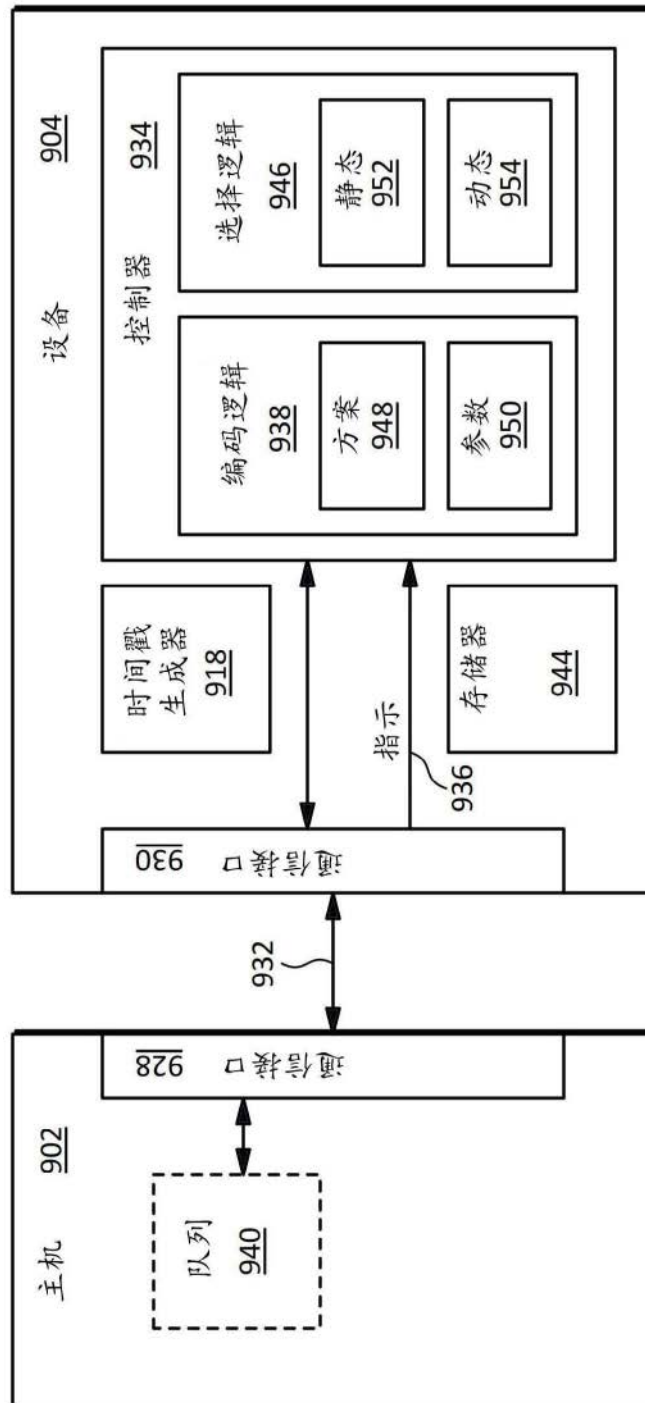 主机
902
队列
940
通信接口
928
932
设备
904
通信接口
930
时间戳
生成器
918
指示
936
存储器
944
控制器
934
编码逻辑
938
方案
948
参数
950
选择逻辑
946
静态
952
动态
954